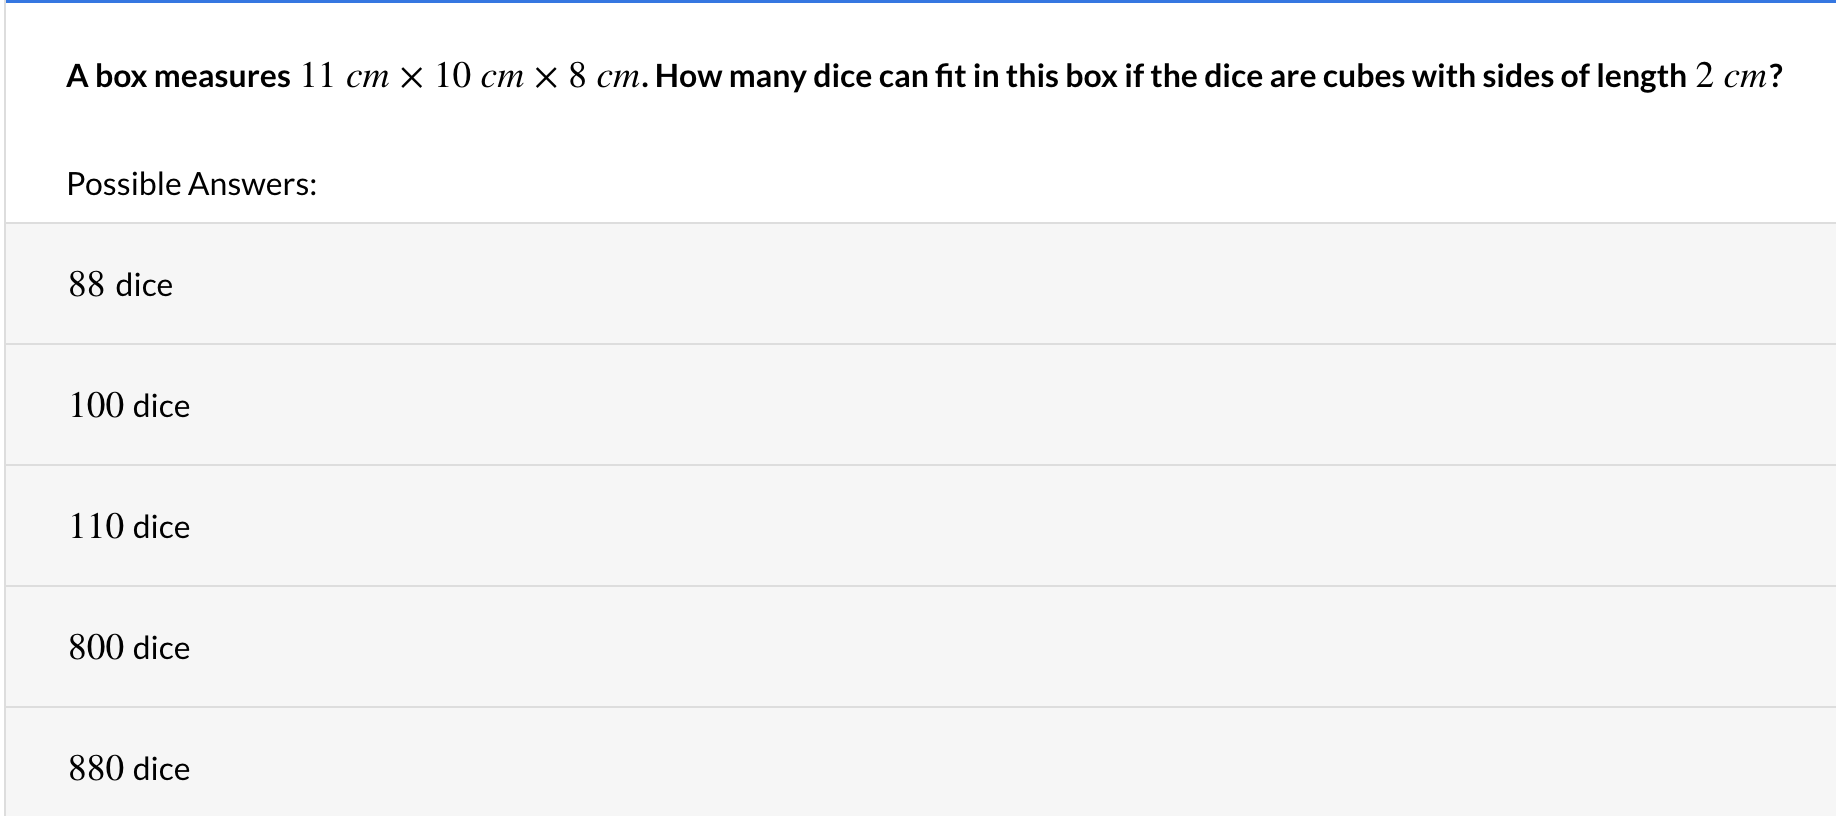 A box measures 11 cm × 10 cm × 8 cm. How many dice can fit in this box if the dice are cubes with sides of length 2 cm?
Possible Answers:
88 dice
100 dice
110 dice
800 dice
880 dice